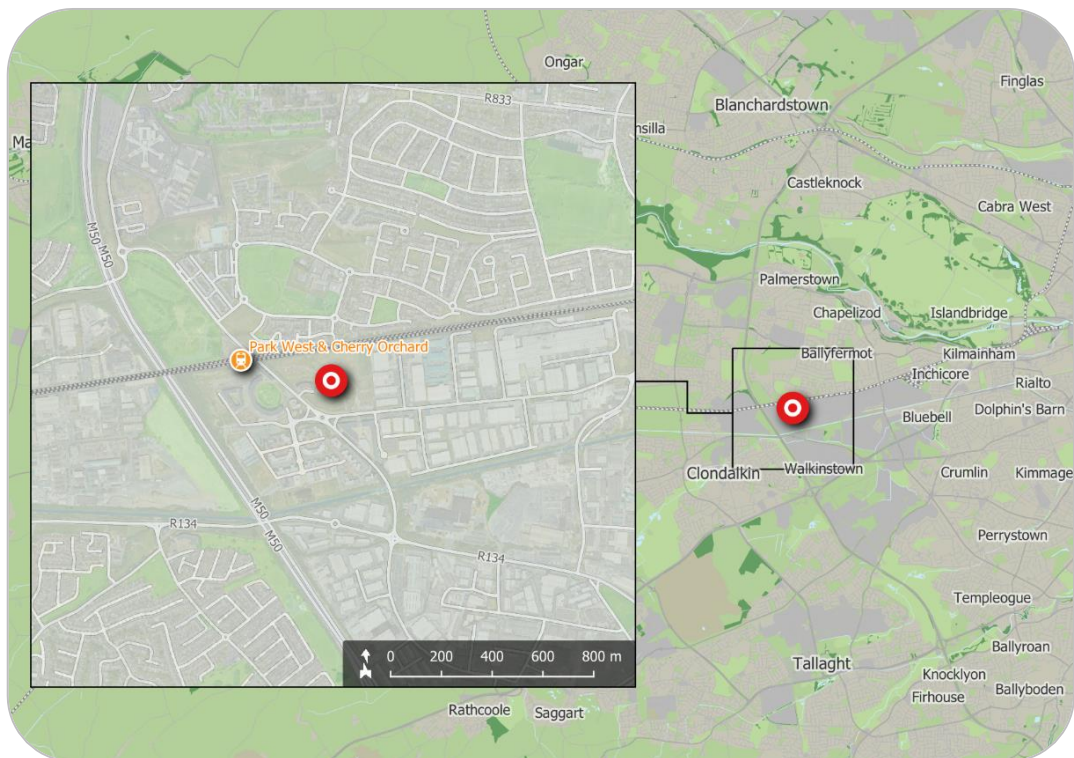 Ongar
Finglas
Blanchardstown
R833
nsilla
Ma
Castleknock
Cabra West
M50 M50
Palmerstown
Chapelizod
Islandbridge
Park West & Cherry Orchard
Ballyfermot
Kilmainham
Inchicore
Rialto
Dolphin's Barn
Bluebell
Clondalkin
Walkinstown
Crumlin
Kimmage
M50 M50
R134
R134
Perrystown
Templeogue
Ballyroan
0 200 400 600 800 m
Tallaght
Knocklyon
Ballyboden
Firhouse
Rathcoole
Saggart